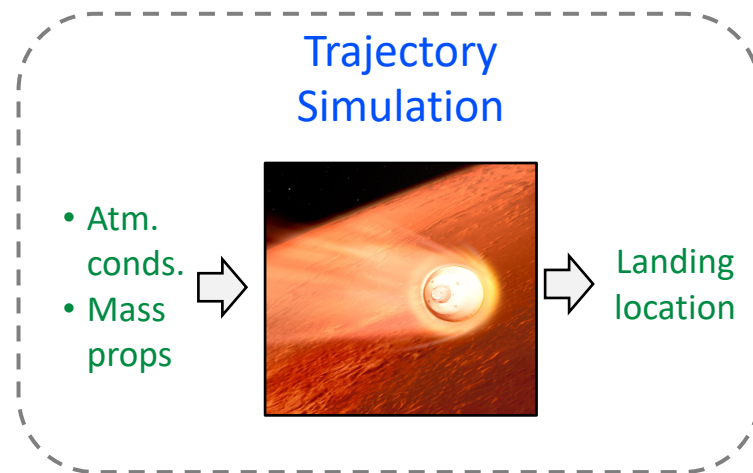 Trajectory
Simulation
• Atm.
conds.
• Mass
props
Landing
location